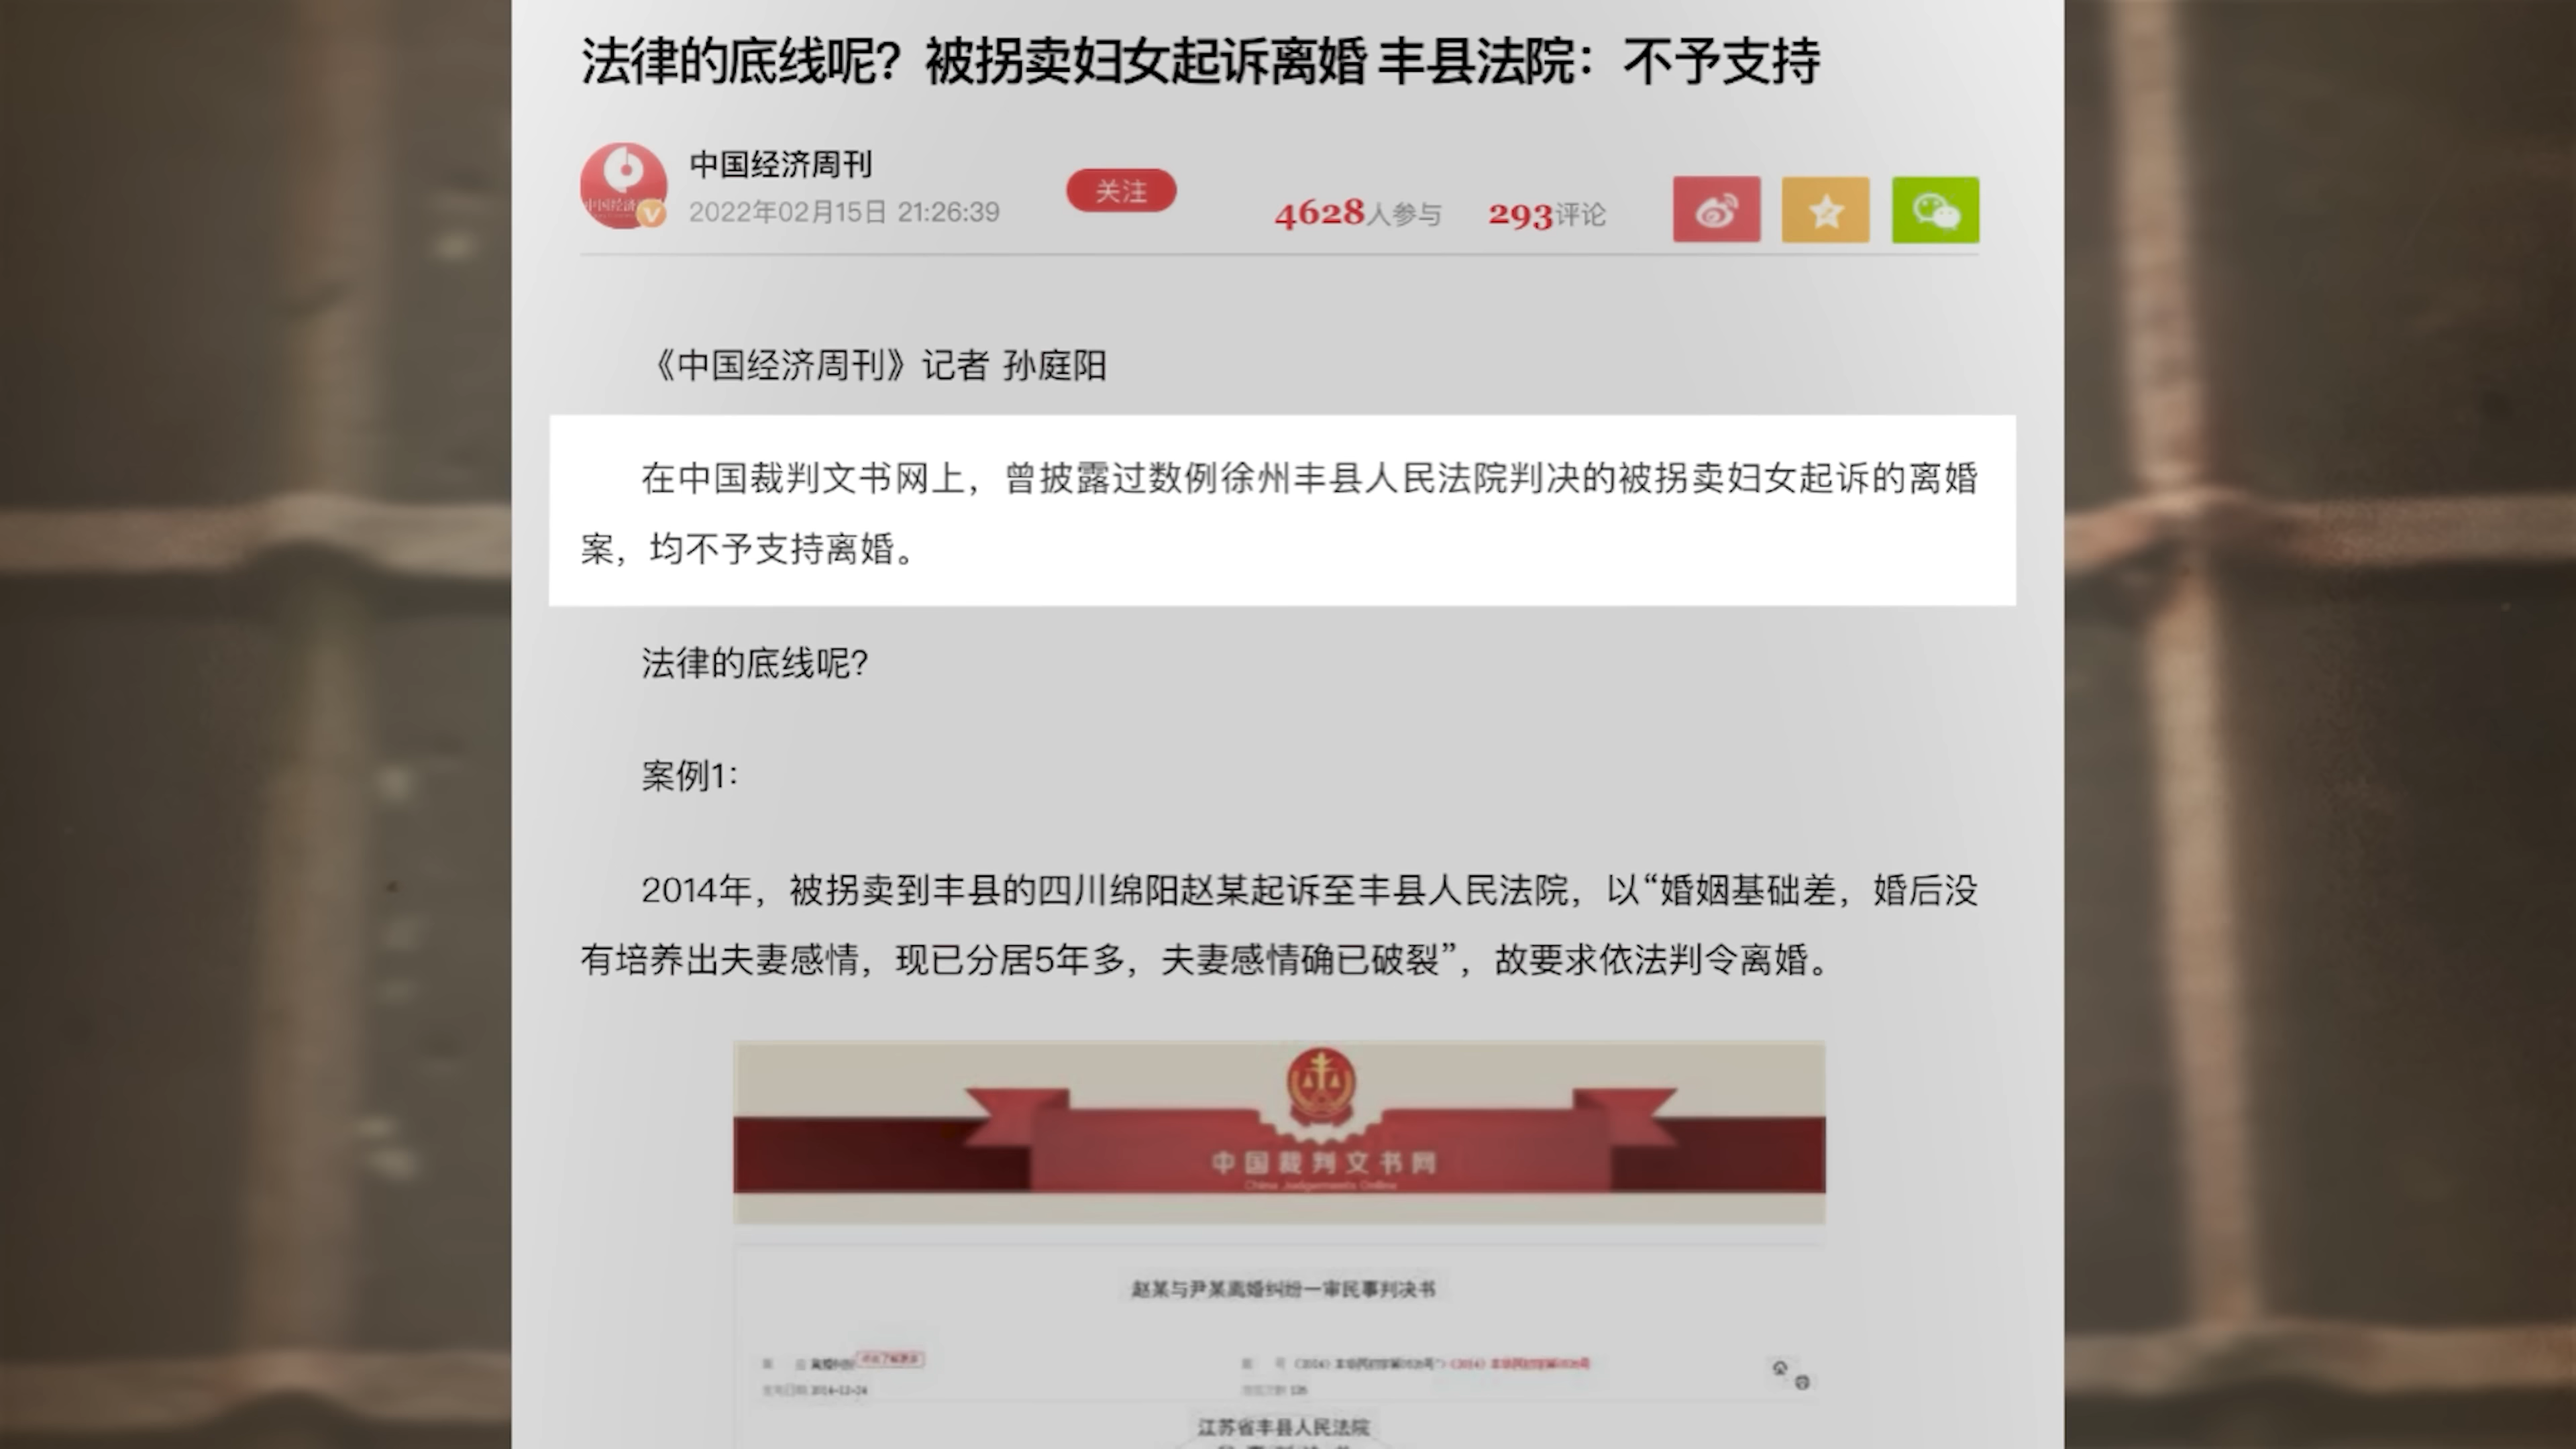 法律的底线呢？被拐卖妇女起诉离婚 丰县法院：不予支持
中国经济周刊
2022年02月15日 21:26:39
关注
4628人参与
293评论
《中国经济周刊》记者 孙庭阳
在中国裁判文书网上，曾披露过数例徐州丰县人民法院判决的被拐卖妇女起诉的离婚
案，均不予支持离婚。
法律的底线呢？
案例1：
2014年，被拐卖到丰县的四川绵阳赵某起诉至丰县人民法院，以“婚姻基础差，婚后没
有培养出夫妻感情，现已分居5年多，夫妻感情确已破裂”，故要求依法判令离婚。
中国裁判文书网
China Judgements Online
赵某与尹某离婚纠纷一审民事判决书
江苏省丰县人民法院